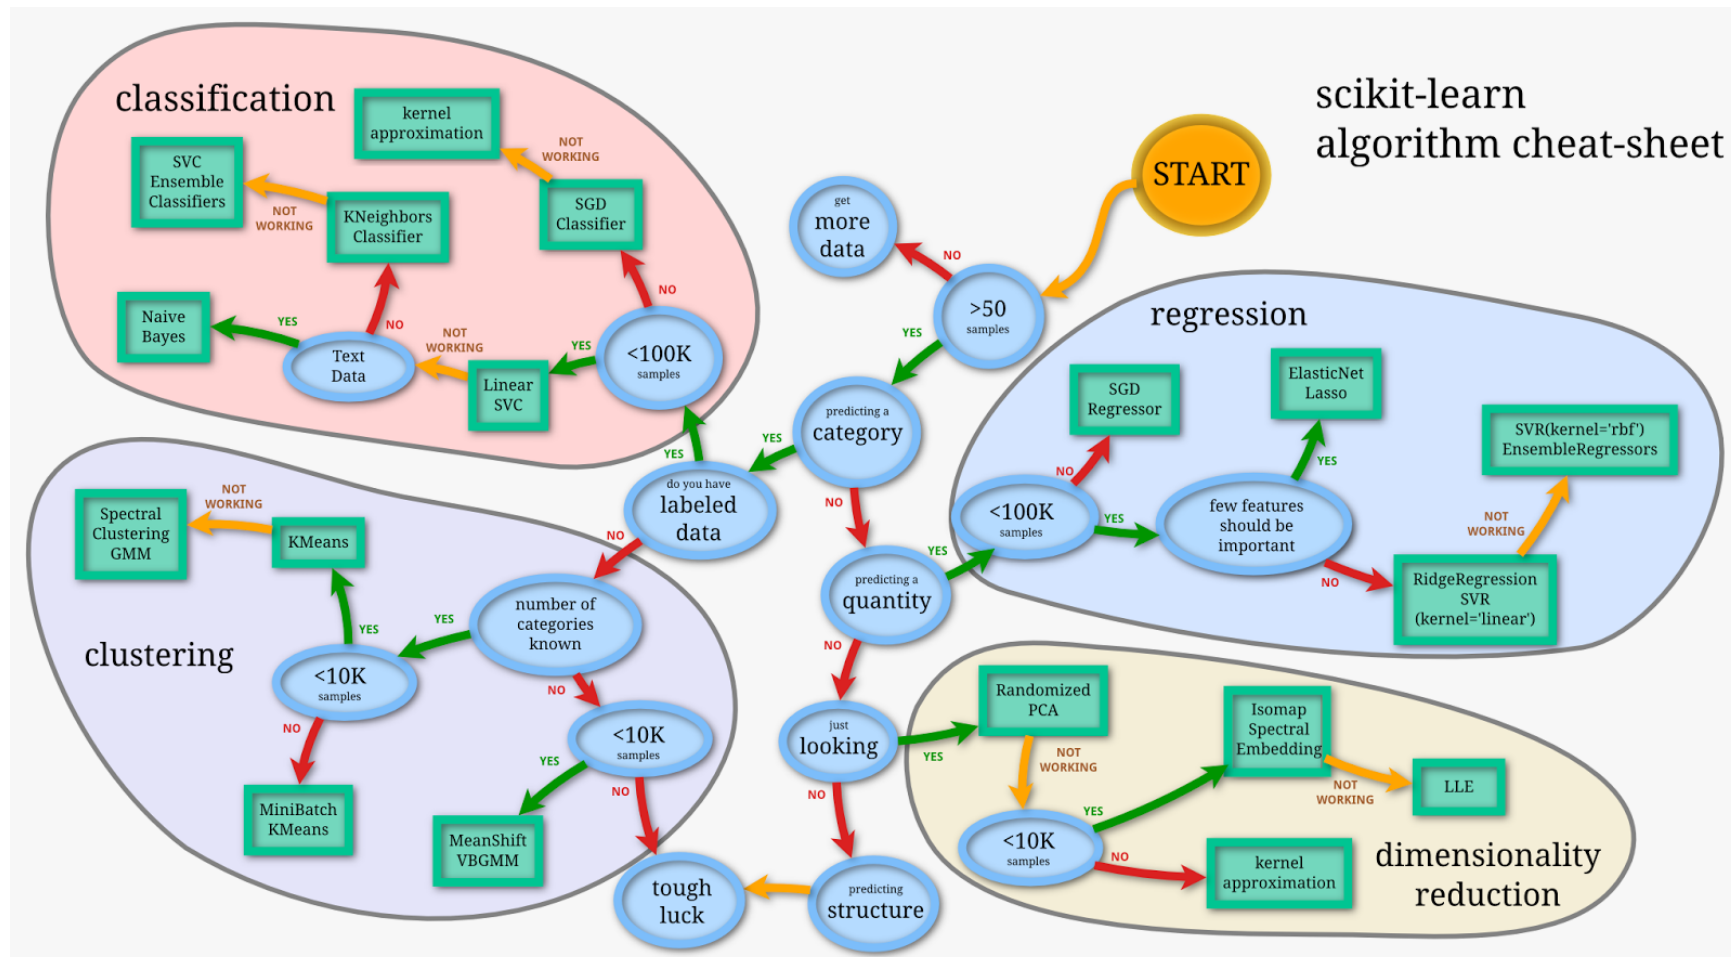 scikit-learn
algorithm cheat-sheet
START
>50
samples
NO
get
more
data
YES
predicting a
category
YES
NO
do you have
labeled
data
YES
NO
predicting a
quantity
YES
NO
just
looking
YES
NO
predicting
structure
tough
luck
classification
<100K
samples
NO
YES
SGD
Classifier
NOT
WORKING
kernel
approximation
Linear
SVC
NOT
WORKING
Text
Data
YES
NO
Naive
Bayes
KNeighbors
Classifier
NOT
WORKING
SVC
Ensemble
Classifiers
clustering
number of
categories
known
YES
NO
<10K
samples
YES
NO
KMeans
NOT
WORKING
Spectral
Clustering
GMM
MiniBatch
KMeans
<10K
samples
YES
NO
MeanShift
VBGMM
regression
<100K
samples
NO
YES
SGD
Regressor
few features
should be
important
YES
NO
ElasticNet
Lasso
RidgeRegression
SVR
(kernel='linear')
NOT
WORKING
SVR(kernel='rbf')
EnsembleRegressors
dimensionality
reduction
Randomized
PCA
NOT
WORKING
<10K
samples
YES
NO
Isomap
Spectral
Embedding
NOT
WORKING
LLE
kernel
approximation